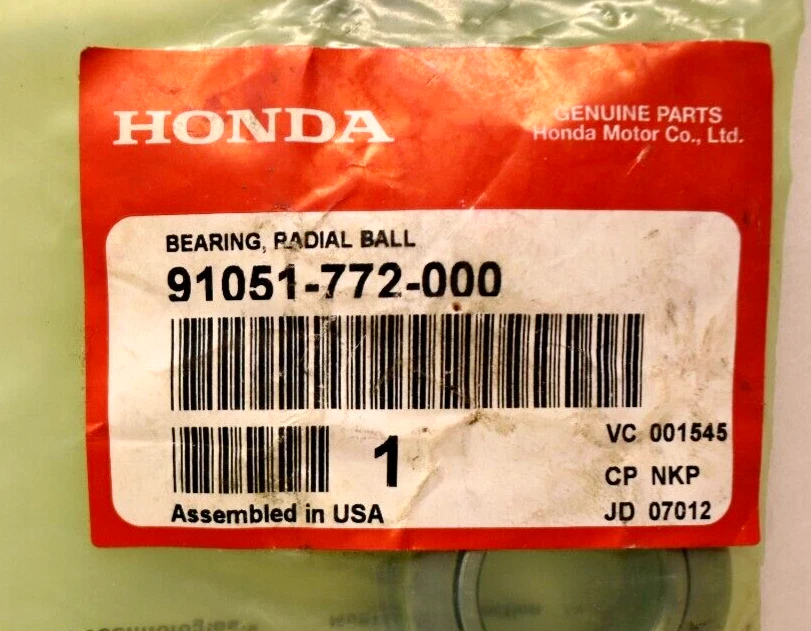 HONDA
GENUINE PARTS
Honda Motor Co., Ltd.
BEARING, RADIAL BALL
91051-772-000
1
VC 001545
CP NKP
JD 07012
Assembled in USA